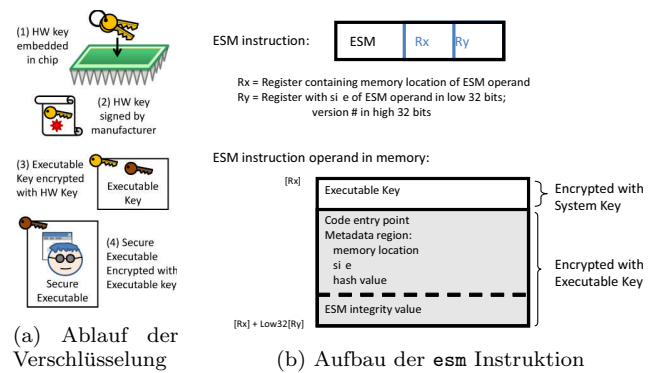 (1) HW key
embedded
in chip
(2) HW key
signed by
manufacturer
(3) Executable
Key encrypted
with HW Key
Executable
Key
(4) Secure
Executable
Encrypted with
Executable key
Secure
Executable
(a) Ablauf der
Verschlüsselung
ESM instruction:
ESM Rx Ry
Rx = Register containing memory location of ESM operand
Ry = Register with si e of ESM operand in low 32 bits;
version # in high 32 bits
ESM instruction operand in memory:
[Rx]
Executable Key
Encrypted with
System Key
Code entry point
Metadata region:
memory location
si e
hash value
Encrypted with
Executable Key
ESM integrity value
[Rx] + Low32[Ry]
(b) Aufbau der esm Instruktion